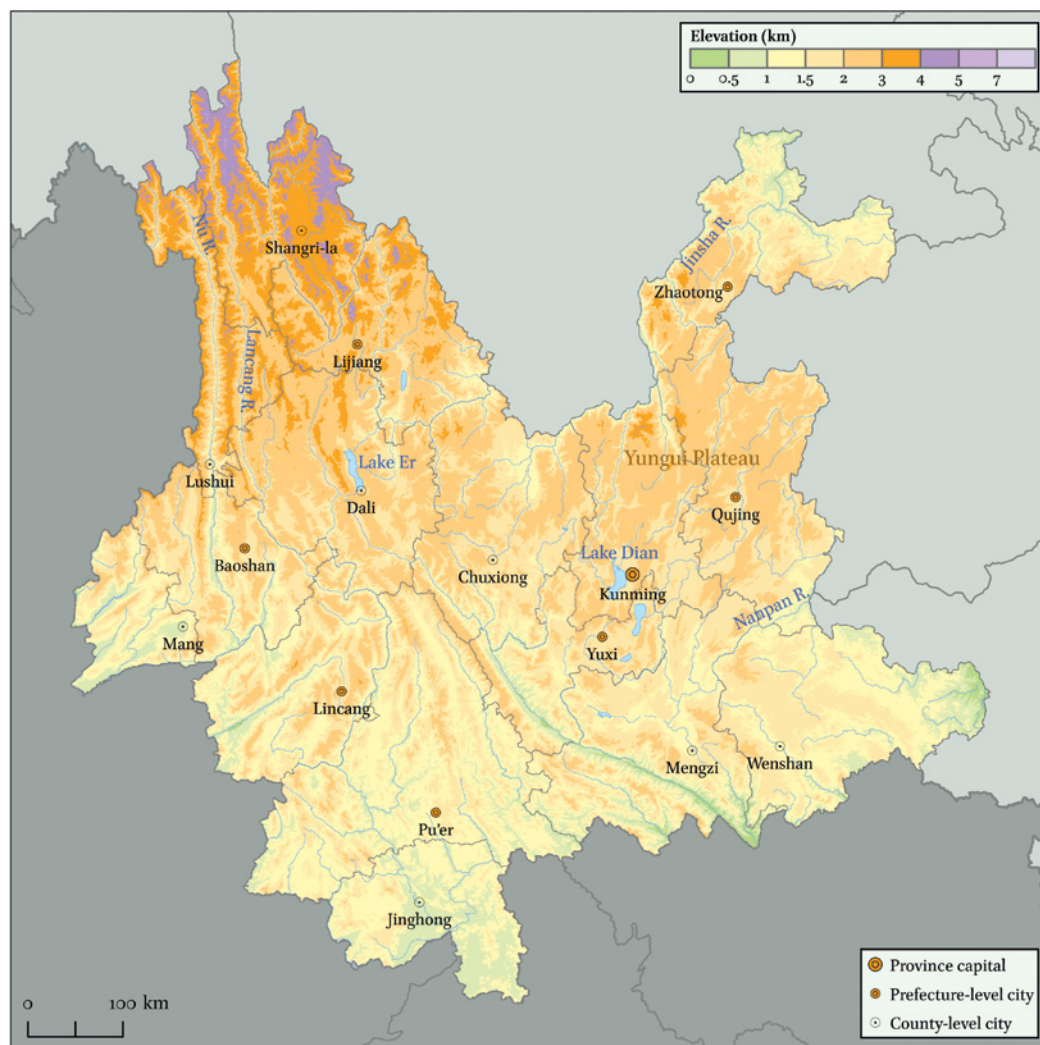 Elevation (km)
0 0.5 1 1.5 2 3 4 5 7
Nu R.
Shangri-la
Jinsha R.
Zhaotong
Lancang R.
Lijiang
Yungui Plateau
Lake Er
Lushui
Dali
Qujing
Lake Dian
Baoshan
Chuxiong
Kunming
Nanpan R.
Mang
Yuxi
Lincang
Mengzi
Wenshan
Pu'er
Jinghong
Province capital
Prefecture-level city
County-level city
0 100 km